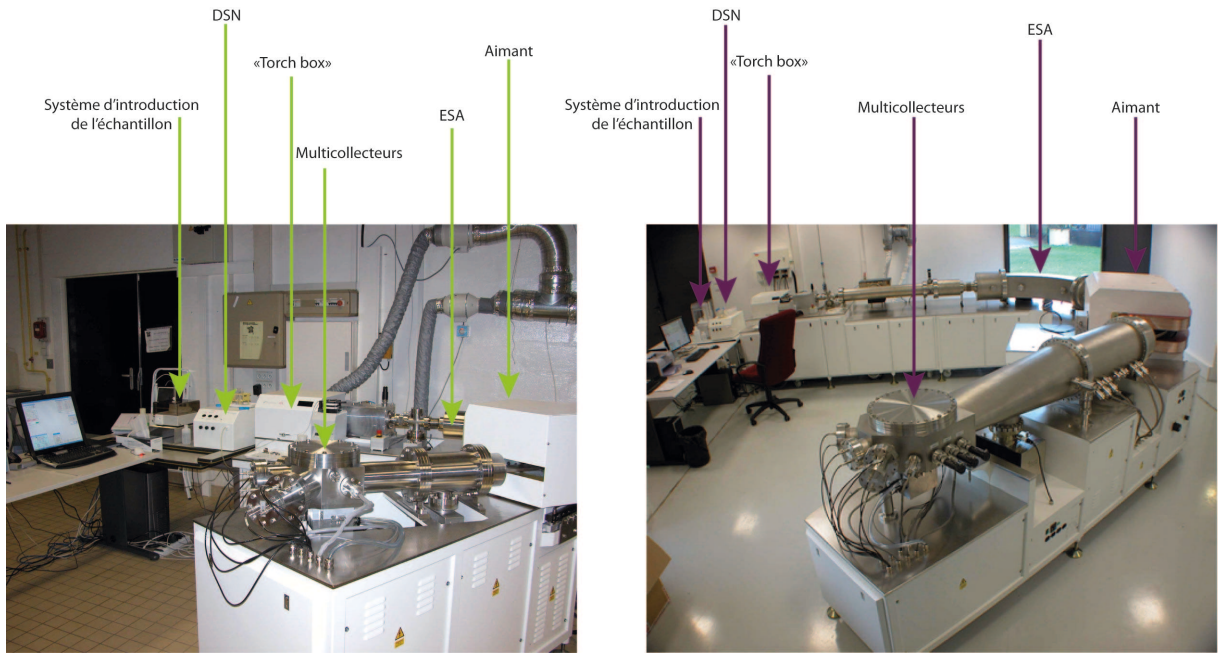 DSN
«Torch box»
Aimant
Système d’introduction
de l’échantillon
ESA
Multicollecteurs
DSN
«Torch box»
ESA
Système d’introduction
de l’échantillon
Multicollecteurs
Aimant